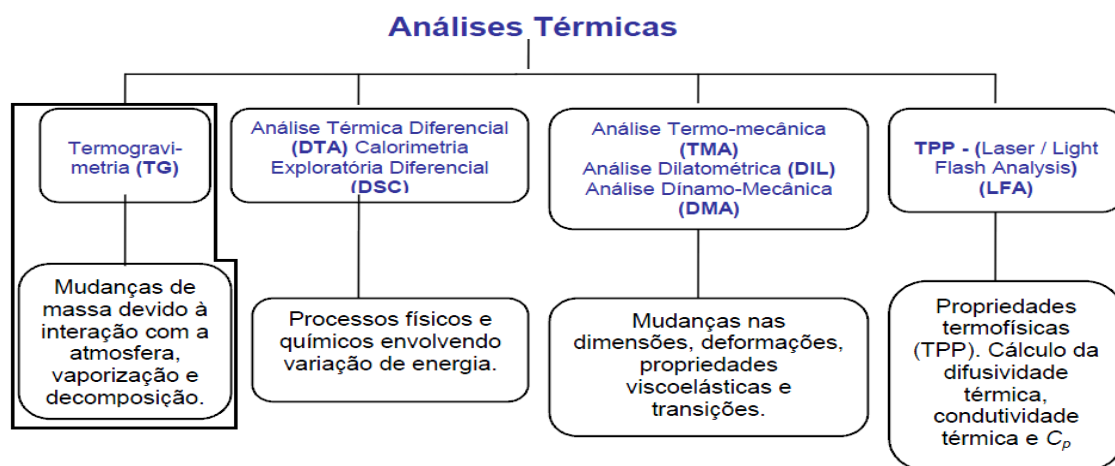 Análises Térmicas
Termogravi-
metria (TG)
Mudanças de
massa devido à
interação com a
atmosfera,
vaporização e
decomposição.
Análise Térmica Diferencial
(DTA) Calorimetria
Exploratória Diferencial
(DSC)
Processos físicos e
químicos envolvendo
variação de energia.
Análise Termo-mecânica
(TMA)
Análise Dilatométrica (DIL)
Análise Dínamo-Mecânica
(DMA)
Mudanças nas
dimensões, deformações,
propriedades
viscoelásticas e
transições.
TPP - (Laser / Light
Flash Analysis)
(LFA)
Propriedades
termofísicas
(TPP). Cálculo da
difusividade
térmica,
condutividade
térmica e Cp